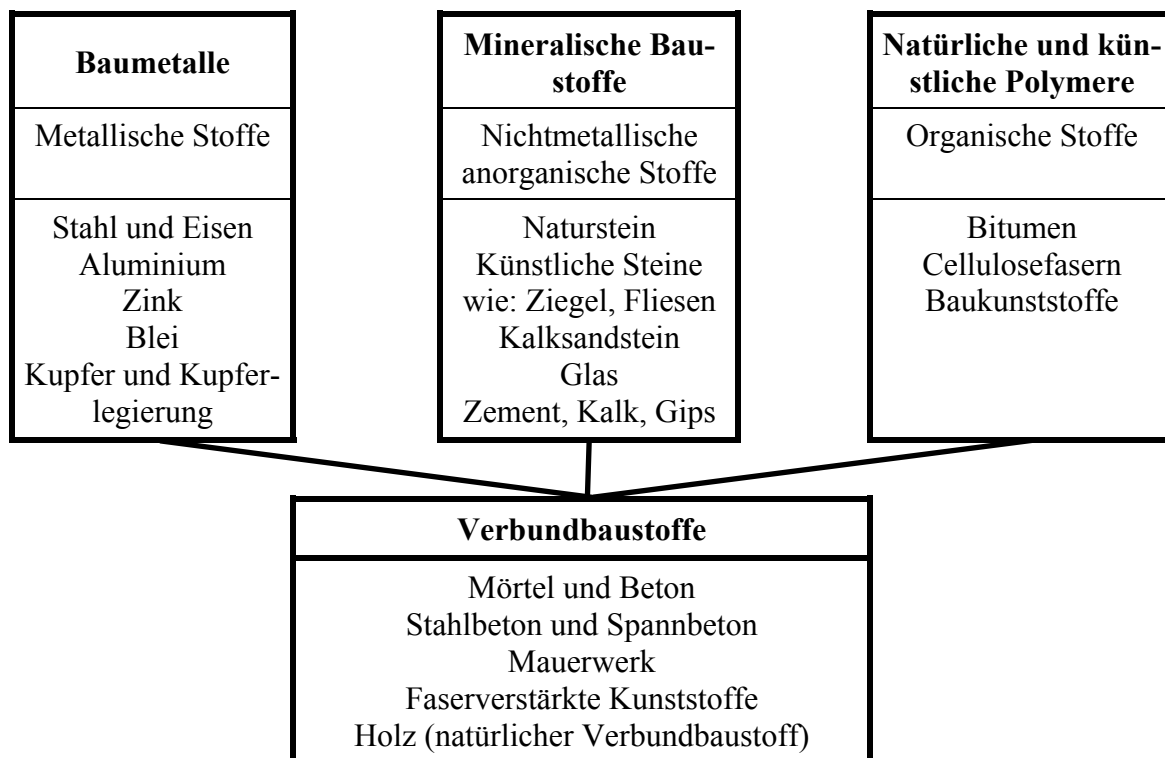 Baumetalle
Metallische Stoffe
Stahl und Eisen
Aluminium
Zink
Blei
Kupfer und Kupfer-
legierung
Mineralische Bau-
stoffe
Nichtmetallische
anorganische Stoffe
Naturstein
Künstliche Steine
wie: Ziegel, Fliesen
Kalksandstein
Glas
Zement, Kalk, Gips
Natürliche und kün-
stliche Polymere
Organische Stoffe
Bitumen
Cellulosefasern
Baukunststoffe
Verbundbaustoffe
Mörtel und Beton
Stahlbeton und Spannbeton
Mauerwerk
Faserverstärkte Kunststoffe
Holz (natürlicher Verbundbaustoff)